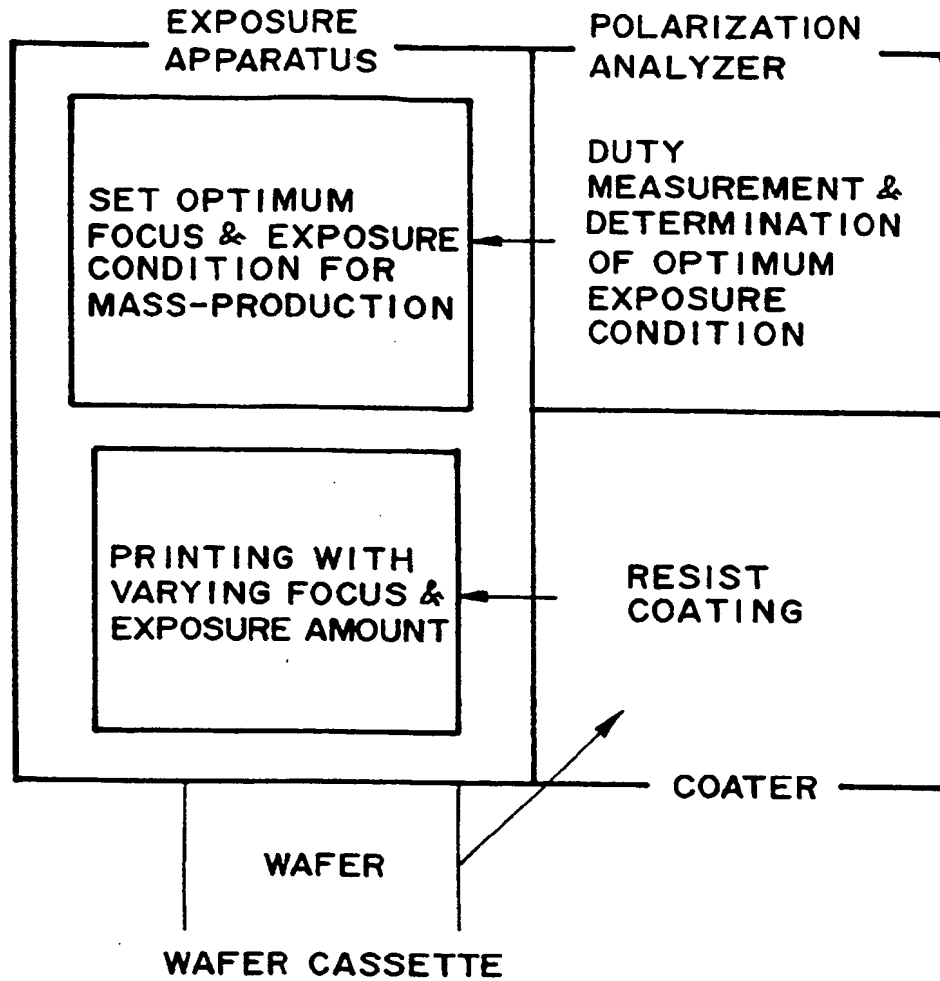 EXPOSURE
APPARATUS
POLARIZATION
ANALYZER
SET OPTIMUM
FOCUS & EXPOSURE
CONDITION FOR
MASS-PRODUCTION
DUTY
MEASUREMENT &
DETERMINATION
OF OPTIMUM
EXPOSURE
CONDITION
PRINTING WITH
VARYING FOCUS &
EXPOSURE AMOUNT
RESIST
COATING
COATER
WAFER
WAFER CASSETTE